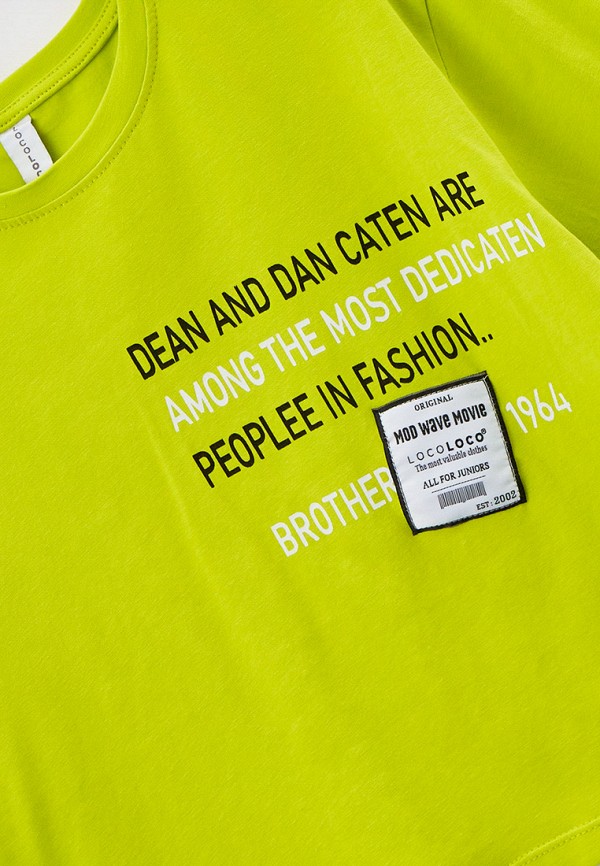 LOCOLOCO
DEAN AND DAN CATEN ARE
AMONG THE MOST DEDICATEN
PEOPLEE IN FASHION..
BROTHER 1964
ORIGINAL
MOD WAVE MOVIE
LOCOLOCO®
The most valuable clothes
ALL FOR JUNIORS
EST: 2002